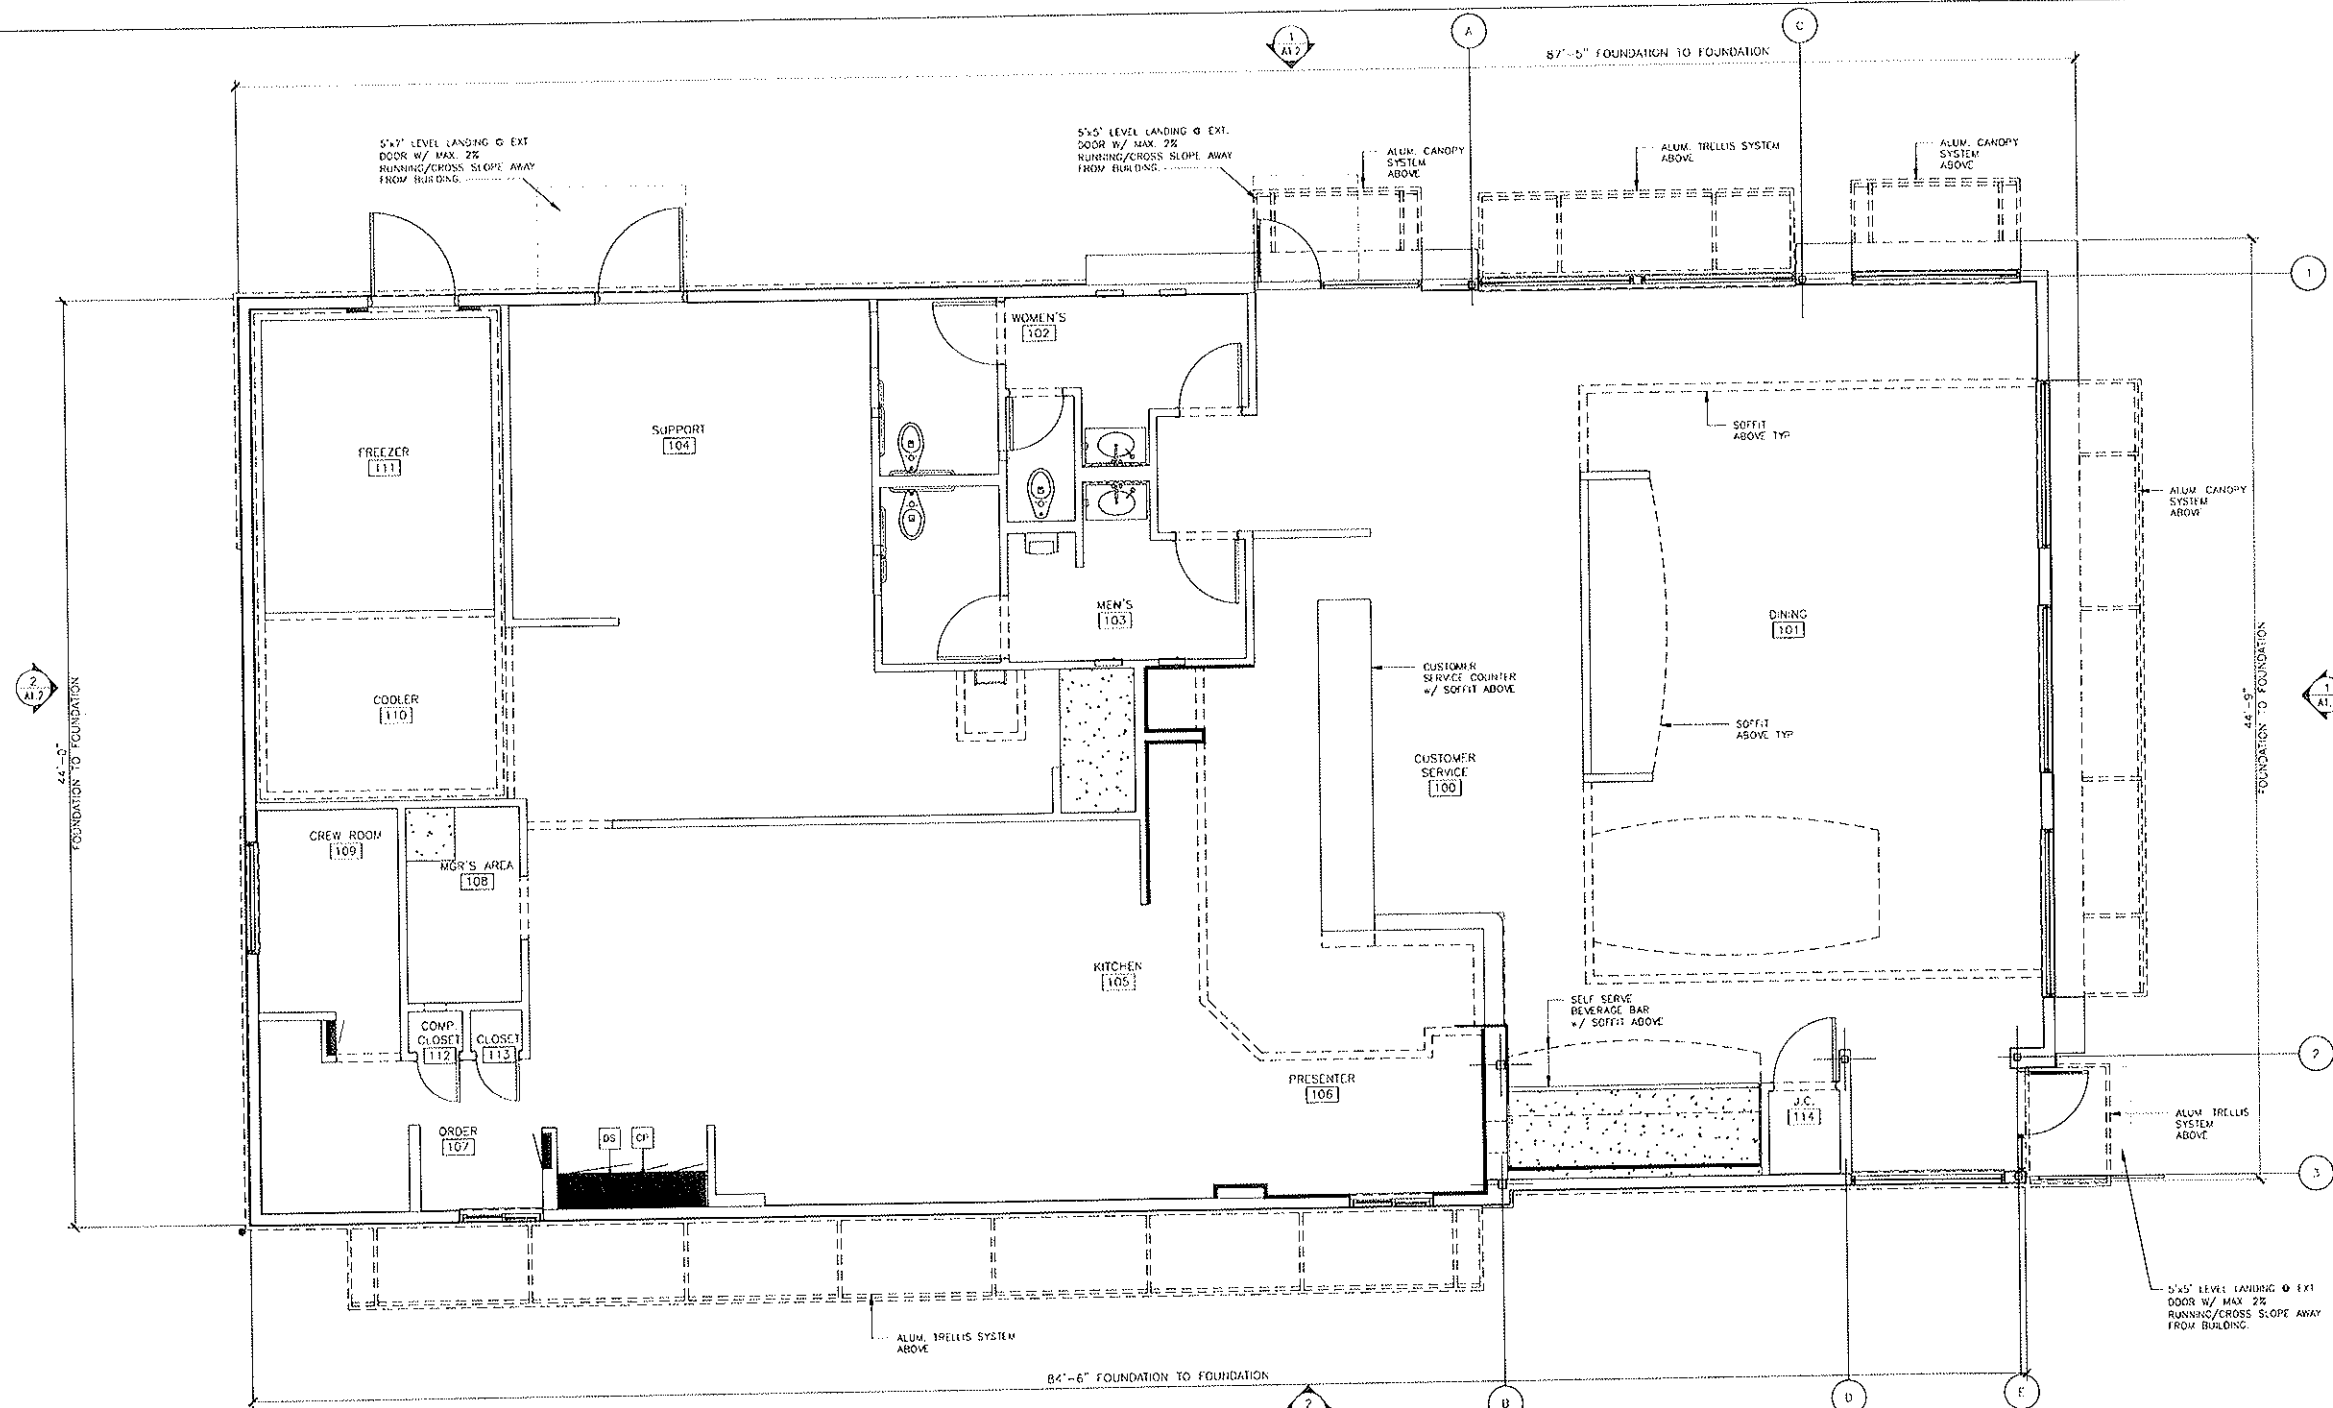 1
A1.2
A
C
87'-5" FOUNDATION TO FOUNDATION
5'x7' LEVEL LANDING @ EXT
DOOR W/ MAX. 2%
RUNNING/CROSS SLOPE AWAY
FROM BUILDING.
5'x5' LEVEL LANDING @ EXT.
DOOR W/ MAX. 2%
RUNNING/CROSS SLOPE AWAY
FROM BUILDING.
ALUM. CANOPY
SYSTEM
ABOVE
ALUM. TRELLIS SYSTEM
ABOVE
ALUM. CANOPY
SYSTEM
ABOVE
1
WOMEN'S
102
SUPPORT
104
FREEZER
111
SOFFIT
ABOVE TYP
ALUM CANOPY
SYSTEM
ABOVE
MEN'S
103
DINING
101
CUSTOMER
SERVICE COUNTER
w/ SOFFIT ABOVE
2
A1.2
44'-0"
FOUNDATION TO FOUNDATION
COOLER
110
SOFFIT
ABOVE TYP
CUSTOMER
SERVICE
100
44'-9"
FOUNDATION TO FOUNDATION
1
CREW ROOM
109
MGR'S AREA
108
KITCHEN
105
SELF SERVE
BEVERAGE BAR
w/ SOFFIT ABOVE
COMP.
CLOSET
112
CLOSET
113
2
PRESENTER
106
J.C.
114
ALUM TRELLIS
SYSTEM
ABOVE
ORDER
107
DS
CP
3
5'x5' LEVEL LANDING @ EXT
DOOR W/ MAX 2%
RUNNING/CROSS SLOPE AWAY
FROM BUILDING.
ALUM. TRELLIS SYSTEM
ABOVE
84'-6" FOUNDATION TO FOUNDATION
2
B
D
E